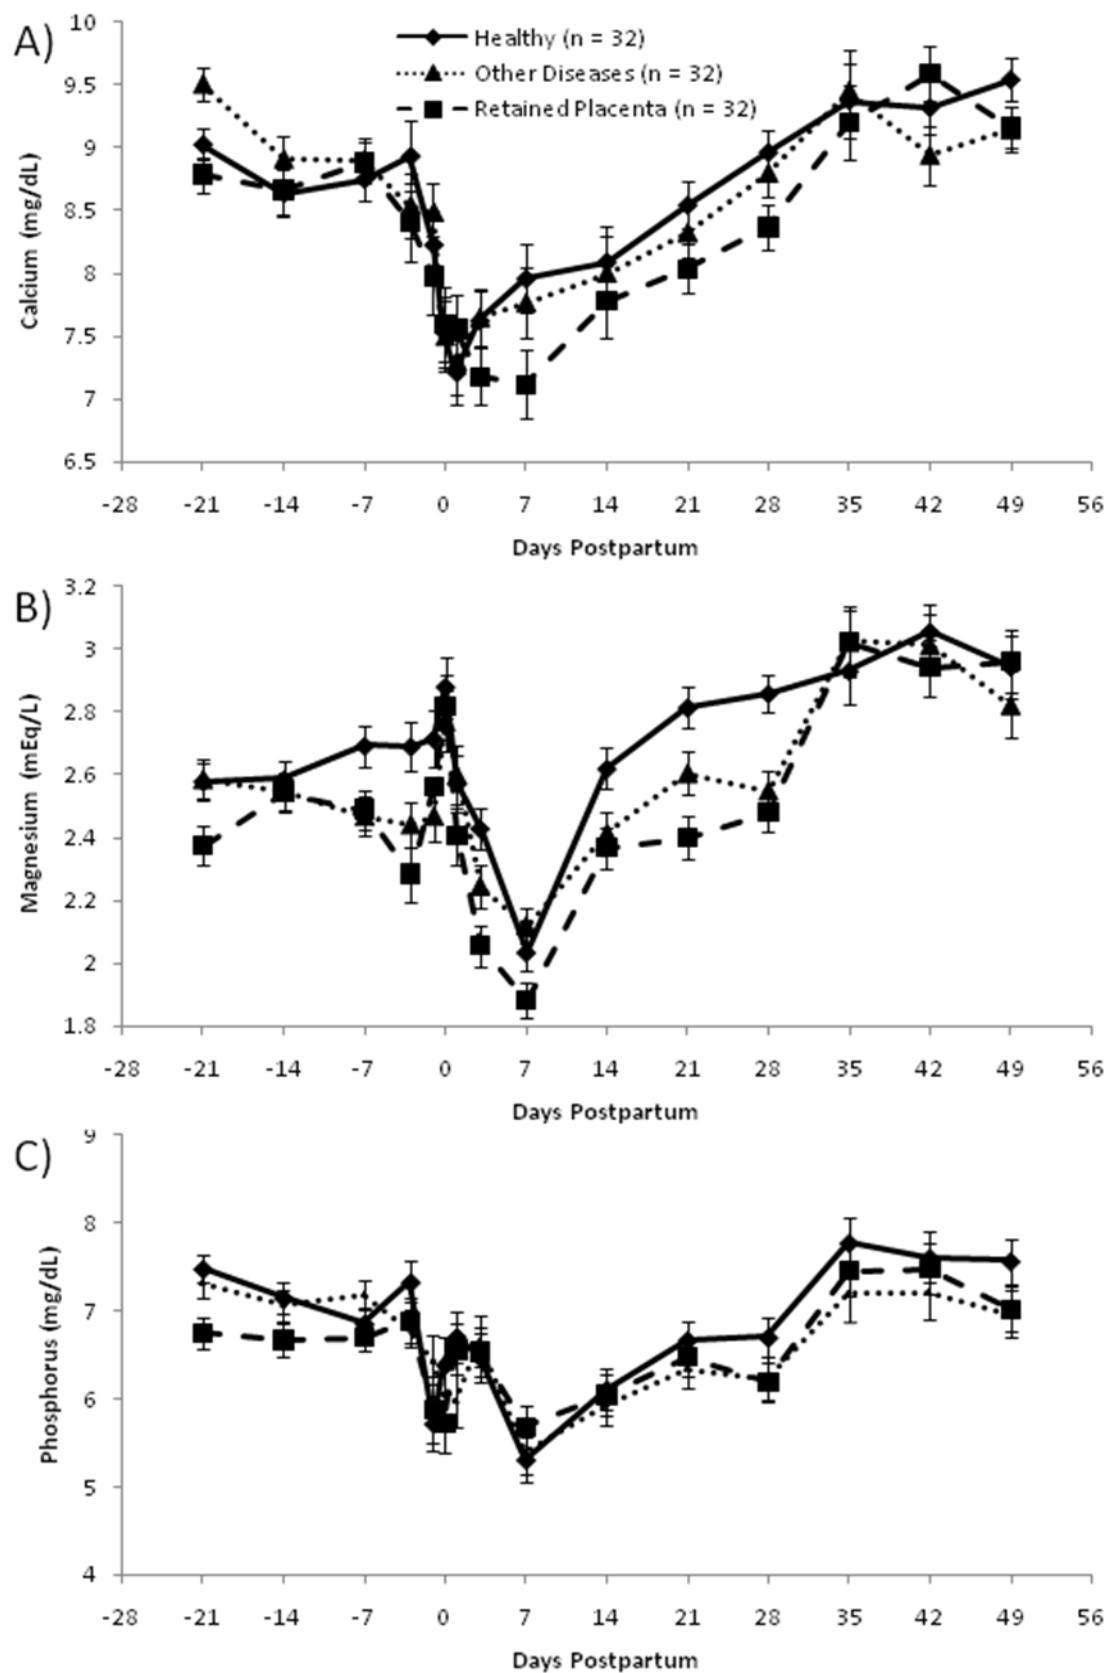 A)
Healthy (n = 32)
Other Diseases (n = 32)
Retained Placenta (n = 32)
Calcium (mg/dL)
10
9.5
9
8.5
8
7.5
7
6.5
-28 -21 -14 -7 0 7 14 21 28 35 42 49 56
Days Postpartum
B)
Magnesium (mEq/L)
3.2
3
2.8
2.6
2.4
2.2
2
1.8
-28 -21 -14 -7 0 7 14 21 28 35 42 49 56
Days Postpartum
C)
Phosphorus (mg/dL)
9
8
7
6
5
4
-28 -21 -14 -7 0 7 14 21 28 35 42 49 56
Days Postpartum